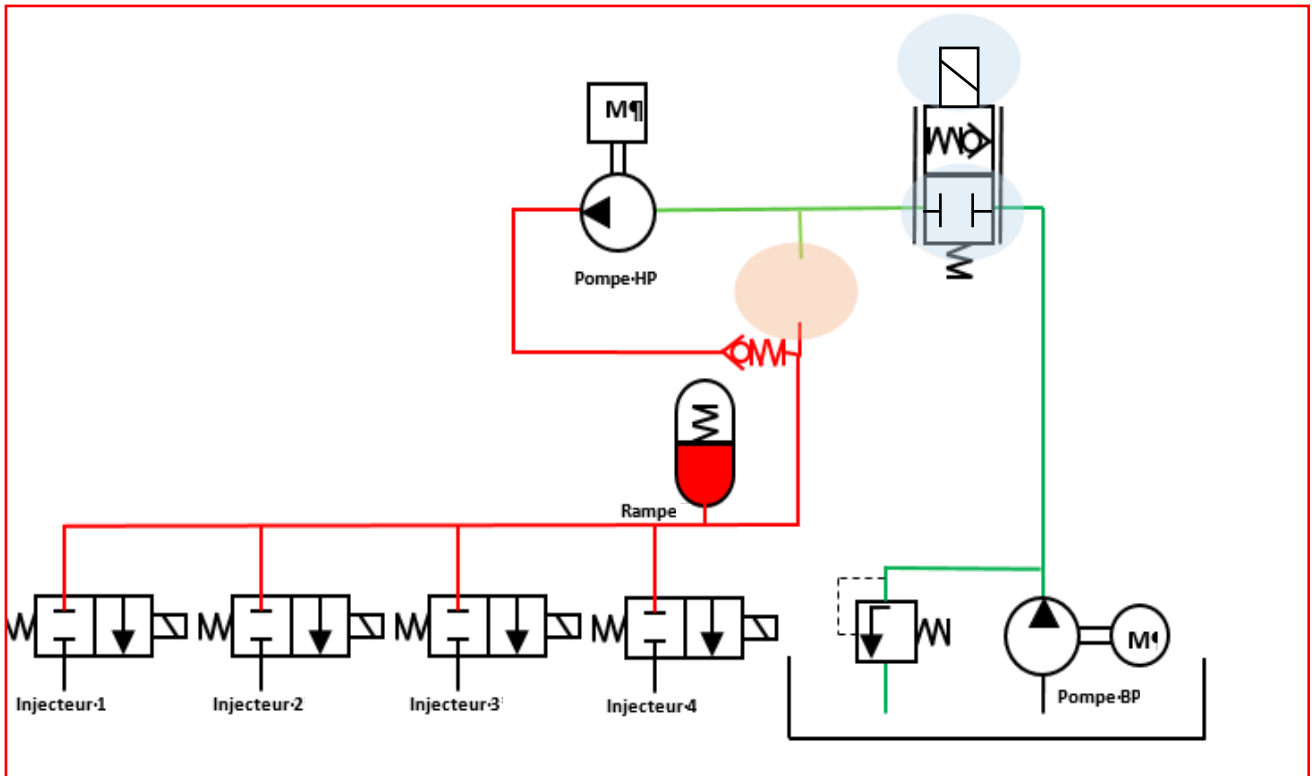 M¶
Pompe·HP
Rampe
Injecteur·1
Injecteur·2
Injecteur·3
Injecteur·4
M¶
Pompe·BP